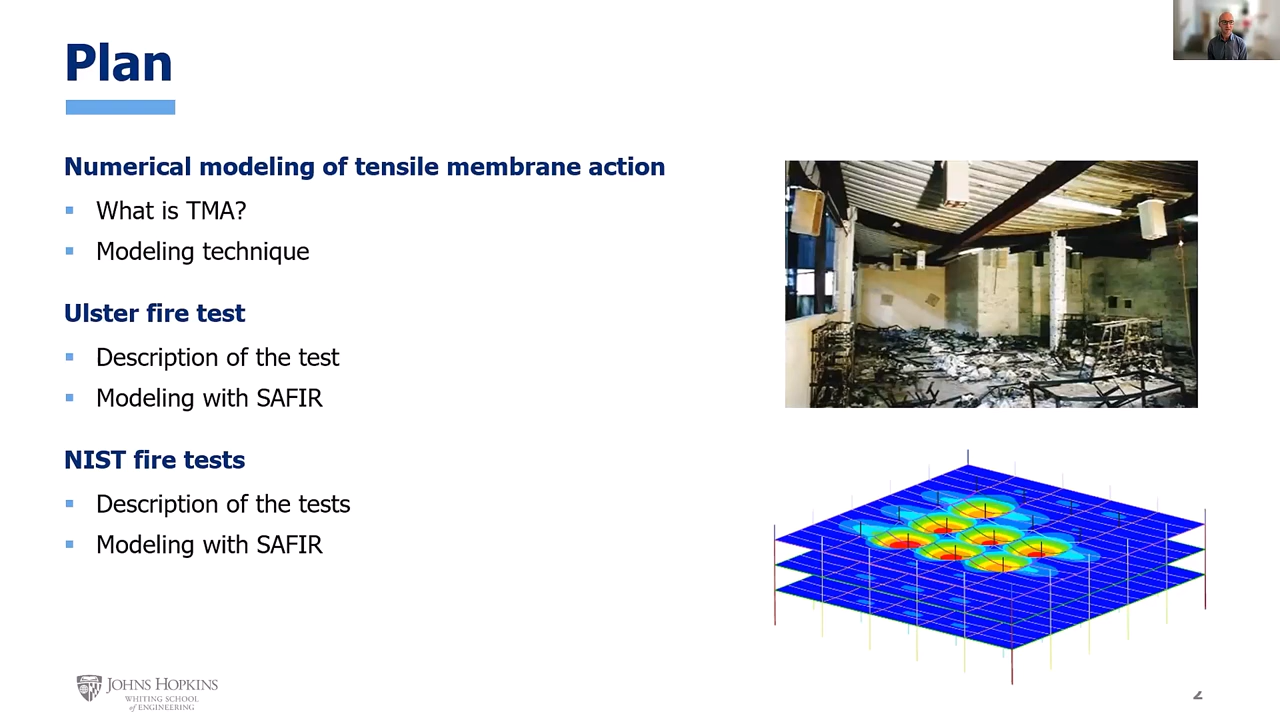 Plan
Numerical modeling of tensile membrane action
What is TMA?
Modeling technique
Ulster fire test
Description of the test
Modeling with SAFIR
NIST fire tests
Description of the tests
Modeling with SAFIR
JOHNS HOPKINS
WHITING SCHOOL
of ENGINEERING
2